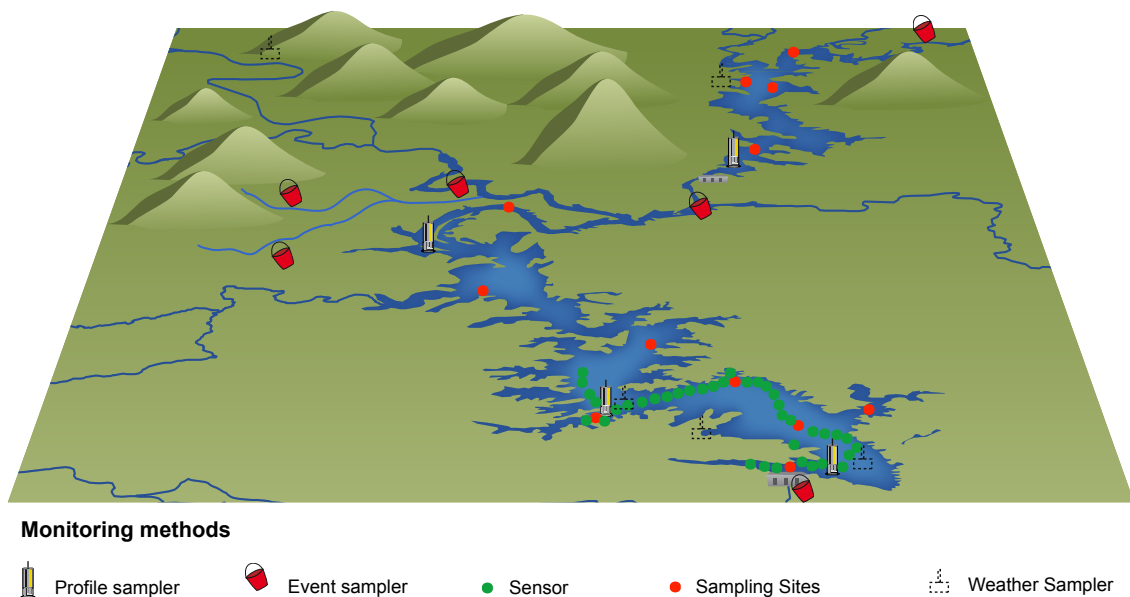 Monitoring methods
Profile sampler
Event sampler
Sensor
Sampling Sites
Weather Sampler